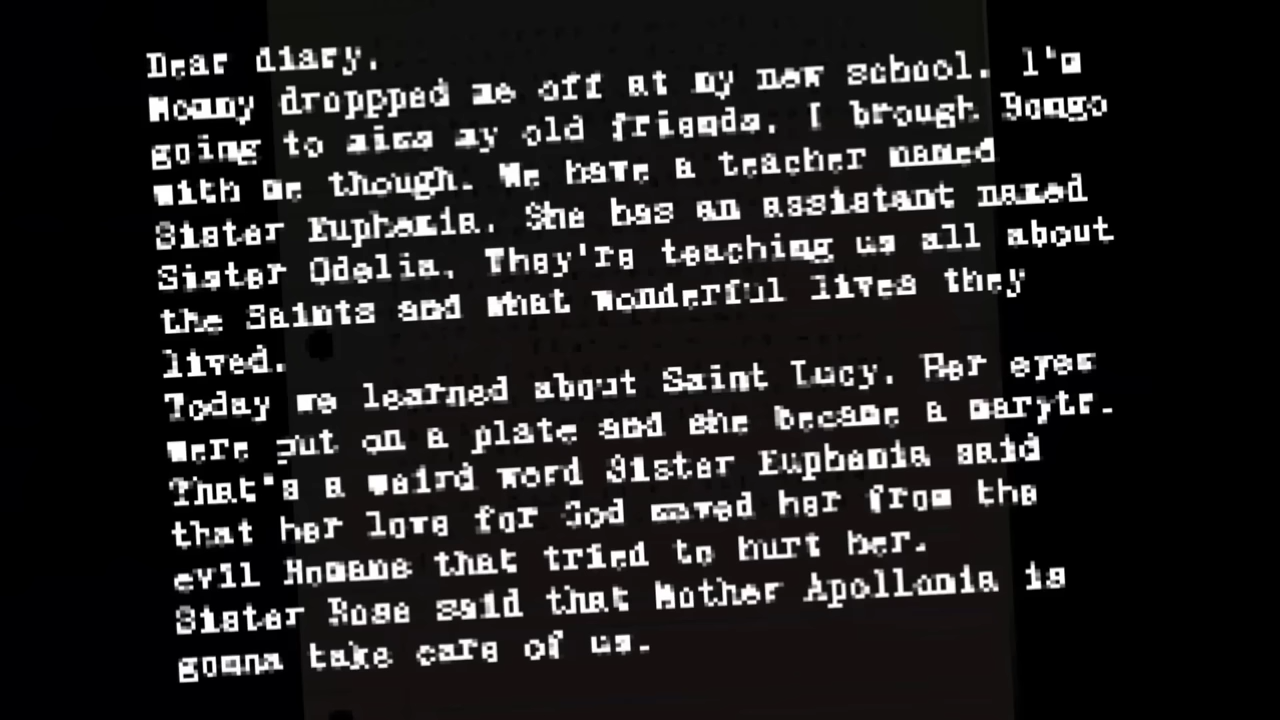 Dear diary,
Mommy droppped me off at my new school. I'm
going to miss my old friends. I brough Bongo
with me though. We have a teacher named
Sister Euphemia. She has an assistant named
Sister Odelia. They're teaching us all about
the Saints and what wonderful lives they
lived.
Today we learned about Saint Lucy. Her eyes
were put on a plate and she became a marytr.
That's a weird word Sister Euphemia said
that her love for God saved her from the
evil Romans that tried to hurt her.
Sister Rose said that Mother Apollonia is
gonna take care of us.